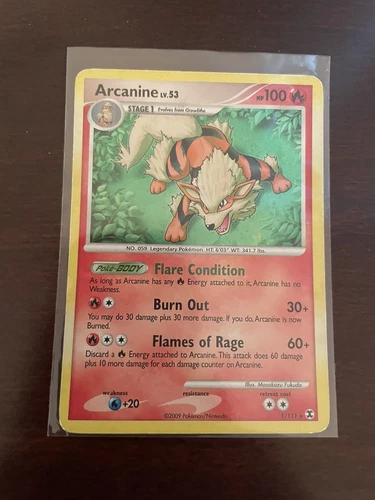 Arcanine LV.53 HP 100
STAGE 1 Evolves from Growlithe
NO. 059 Legendary Pokémon HT: 6'03" WT: 341.7 lbs.
Poké-BODY Flare Condition
As long as Arcanine has any Energy attached to it, Arcanine has no
Weakness.
Burn Out 30+
You may do 30 damage plus 30 more damage. If you do, Arcanine is now
Burned.
Flames of Rage 60+
Discard a Energy attached to Arcanine. This attack does 60 damage
plus 10 more damage for each damage counter on Arcanine.
Illus. Masakazu Fukuda
weakness resistance retreat cost
+20
©2009 Pokémon/Nintendo 1/111